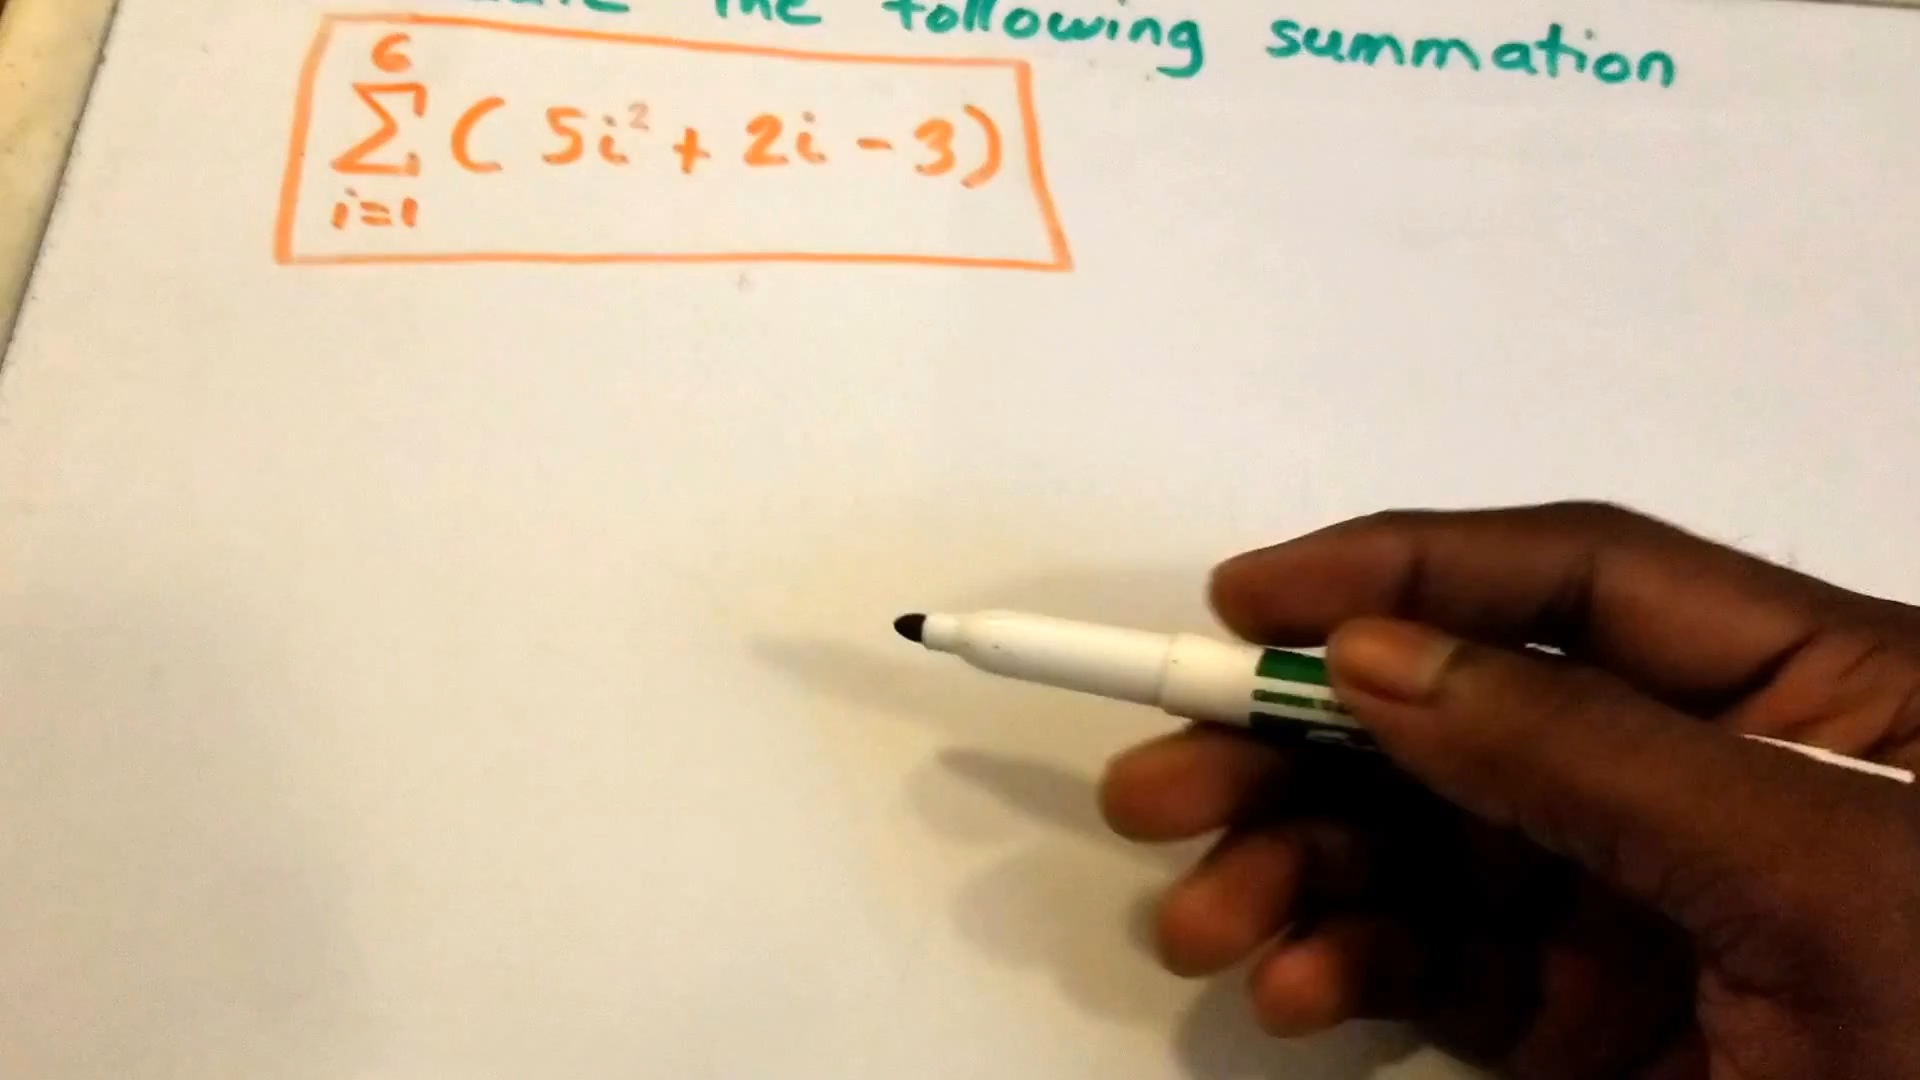 the following summation
6
∑ ( 5i² + 2i - 3)
i=1